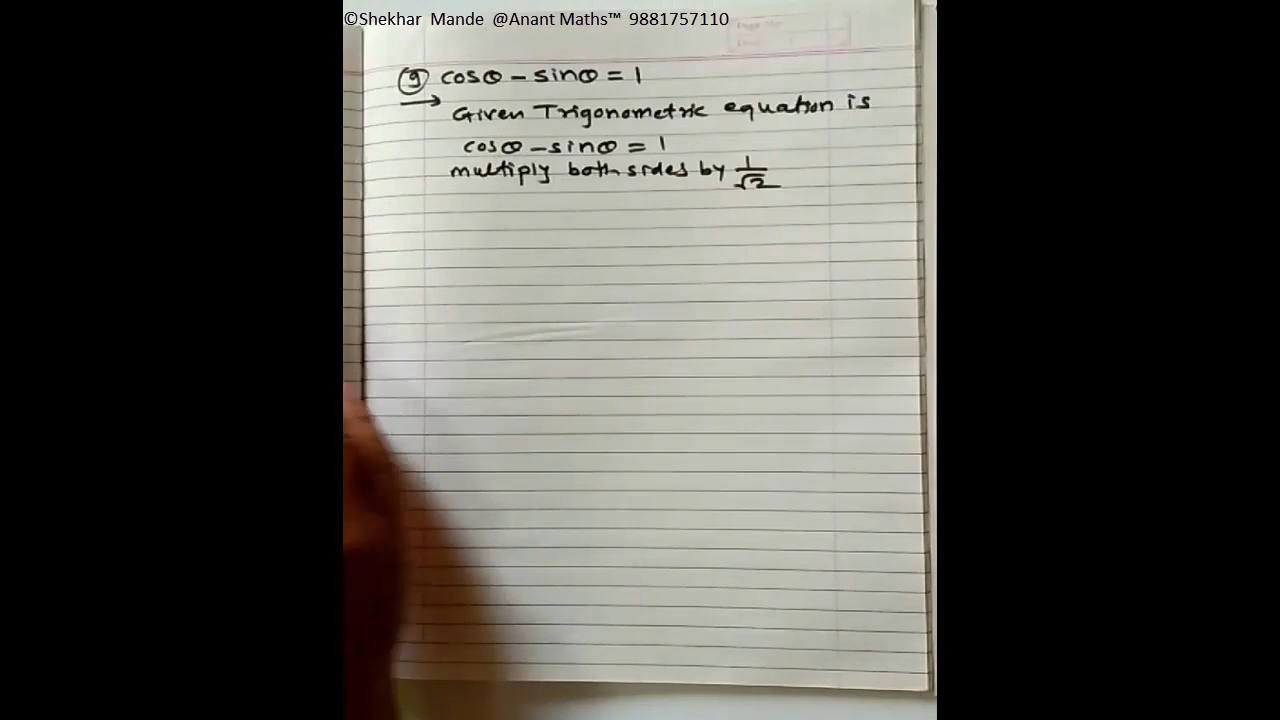 ©Shekhar Mande @Anant Maths™ 9881757110
⑨ cosθ - sinθ = 1
→ Given Trigonometric equation is
cosθ - sinθ = 1
multiply both sides by 1/√2